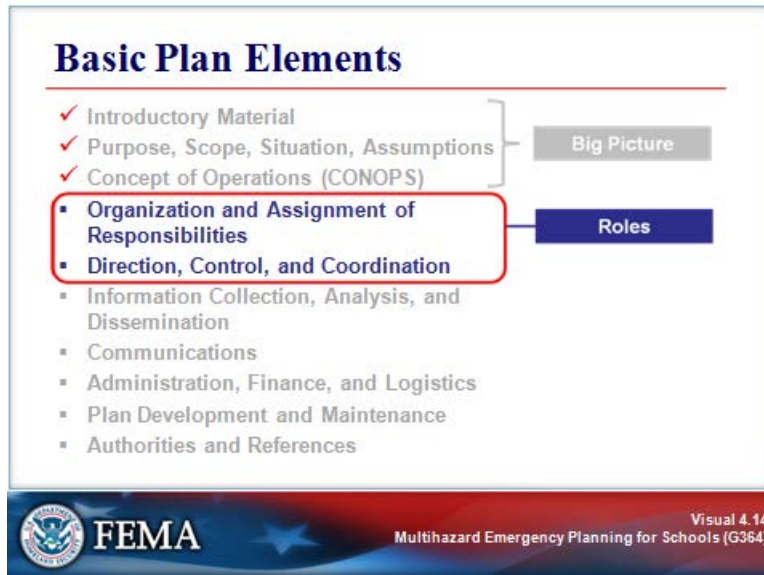 Basic Plan Elements
Introductory Material
Purpose, Scope, Situation, Assumptions
Concept of Operations (CONOPS)
Big Picture
Organization and Assignment of
Responsibilities
Direction, Control, and Coordination
Roles
Information Collection, Analysis, and
Dissemination
Communications
Administration, Finance, and Logistics
Plan Development and Maintenance
Authorities and References
FEMA
Visual 4.14
Multihazard Emergency Planning for Schools (G364)